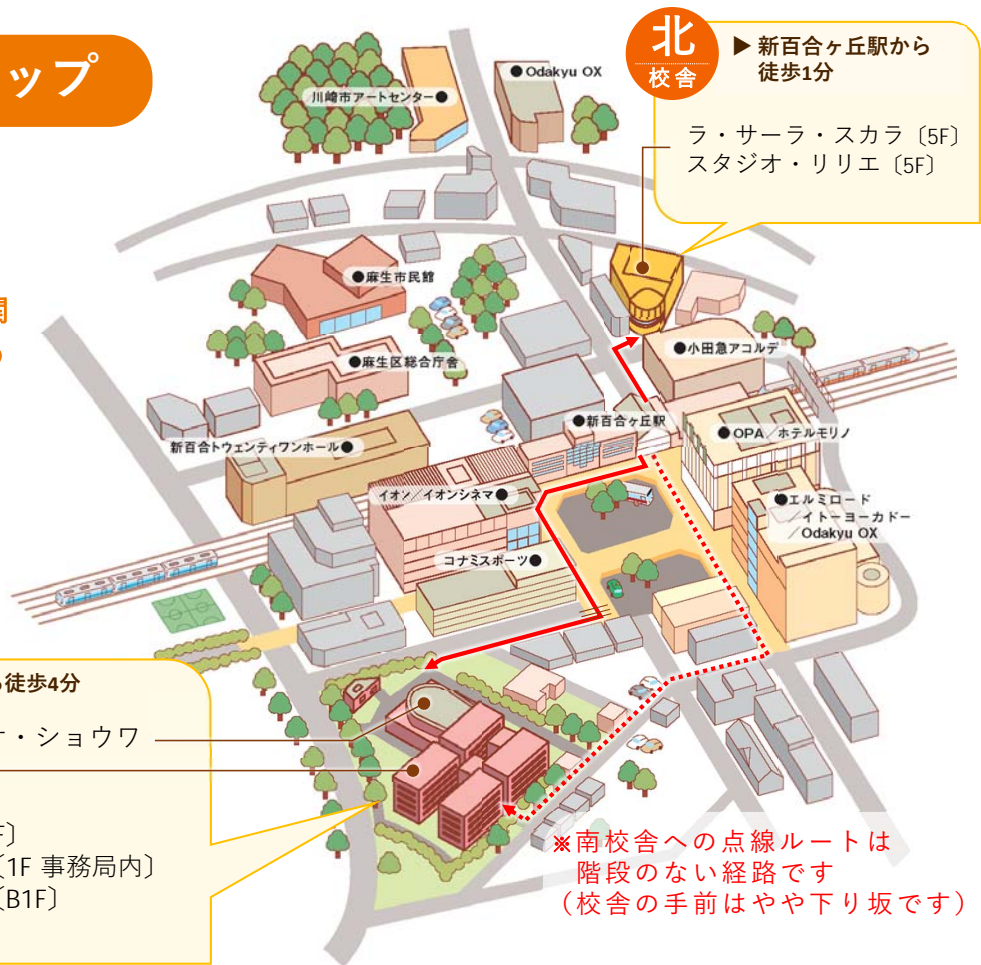 ップ
北
校舎
▶ 新百合ヶ丘駅から
徒歩1分
ラ・サーラ・スカラ〔5F〕
スタジオ・リリエ〔5F〕
●Odakyu OX
川崎市アートセンター●
●麻生市民館
●麻生区総合庁舎
●小田急アコルデ
●新百合ヶ丘駅
●OPA／ホテルモリノ
新百合トウェンティワンホール●
イオン／イオンシネマ●
●エルミロード
／イトーヨーカドー
／Odakyu OX
コナミスポーツ●
徒歩4分
・ショウワ
F〕
〔1F 事務局内〕
〔B1F〕
※南校舎への点線ルートは
階段のない経路です
（校舎の手前はやや下り坂です）